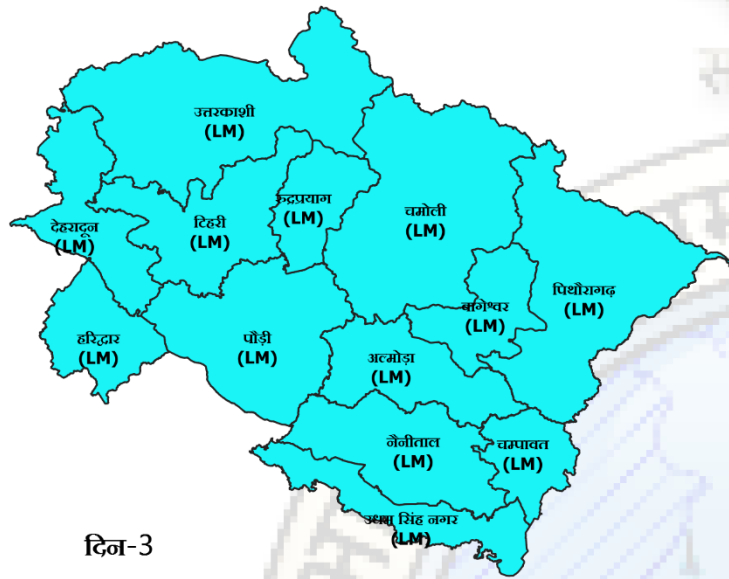 उत्तरकाशी
(LM)
रुद्रप्रयाग
(LM)
चमोली
(LM)
देहरादून
(LM)
टिहरी
(LM)
पिथौरागढ़
(LM)
बागेश्वर
(LM)
हरिद्वार
(LM)
पौड़ी
(LM)
अल्मोड़ा
(LM)
नैनीताल
(LM)
चम्पावत
(LM)
उधम सिंह नगर
(LM)
दिन-3